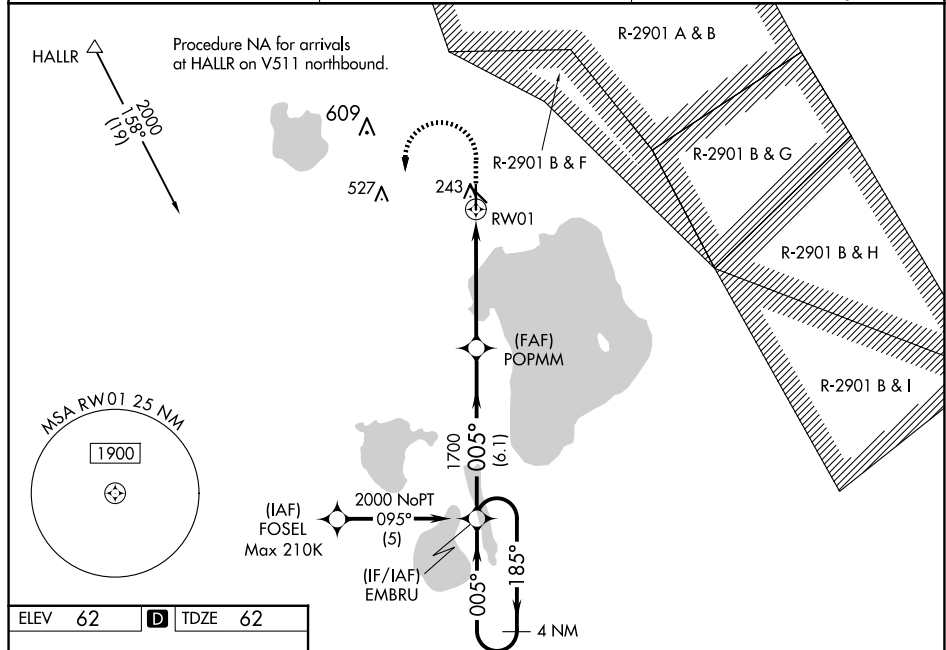 HALLR
Procedure NA for arrivals
at HALLR on V511 northbound.
2000
158°
(19)
R-2901 A & B
609
R-2901 B & F
R-2901 B & G
527
243
RW01
R-2901 B & H
(FAF)
POPMM
R-2901 B & I
MSA RW01 25 NM
1900
1700
005°
(6.1)
(IAF)
FOSEL
Max 210K
2000 NoPT
095°
(5)
(IF/IAF)
EMBRU
005°
185°
4 NM
ELEV 62 D TDZE 62